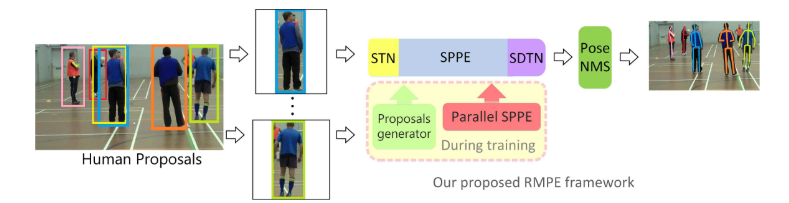 STN
SPPE
SDTN
Pose
NMS
Proposals
generator
Parallel SPPE
During training
Human Proposals
Our proposed RMPE framework